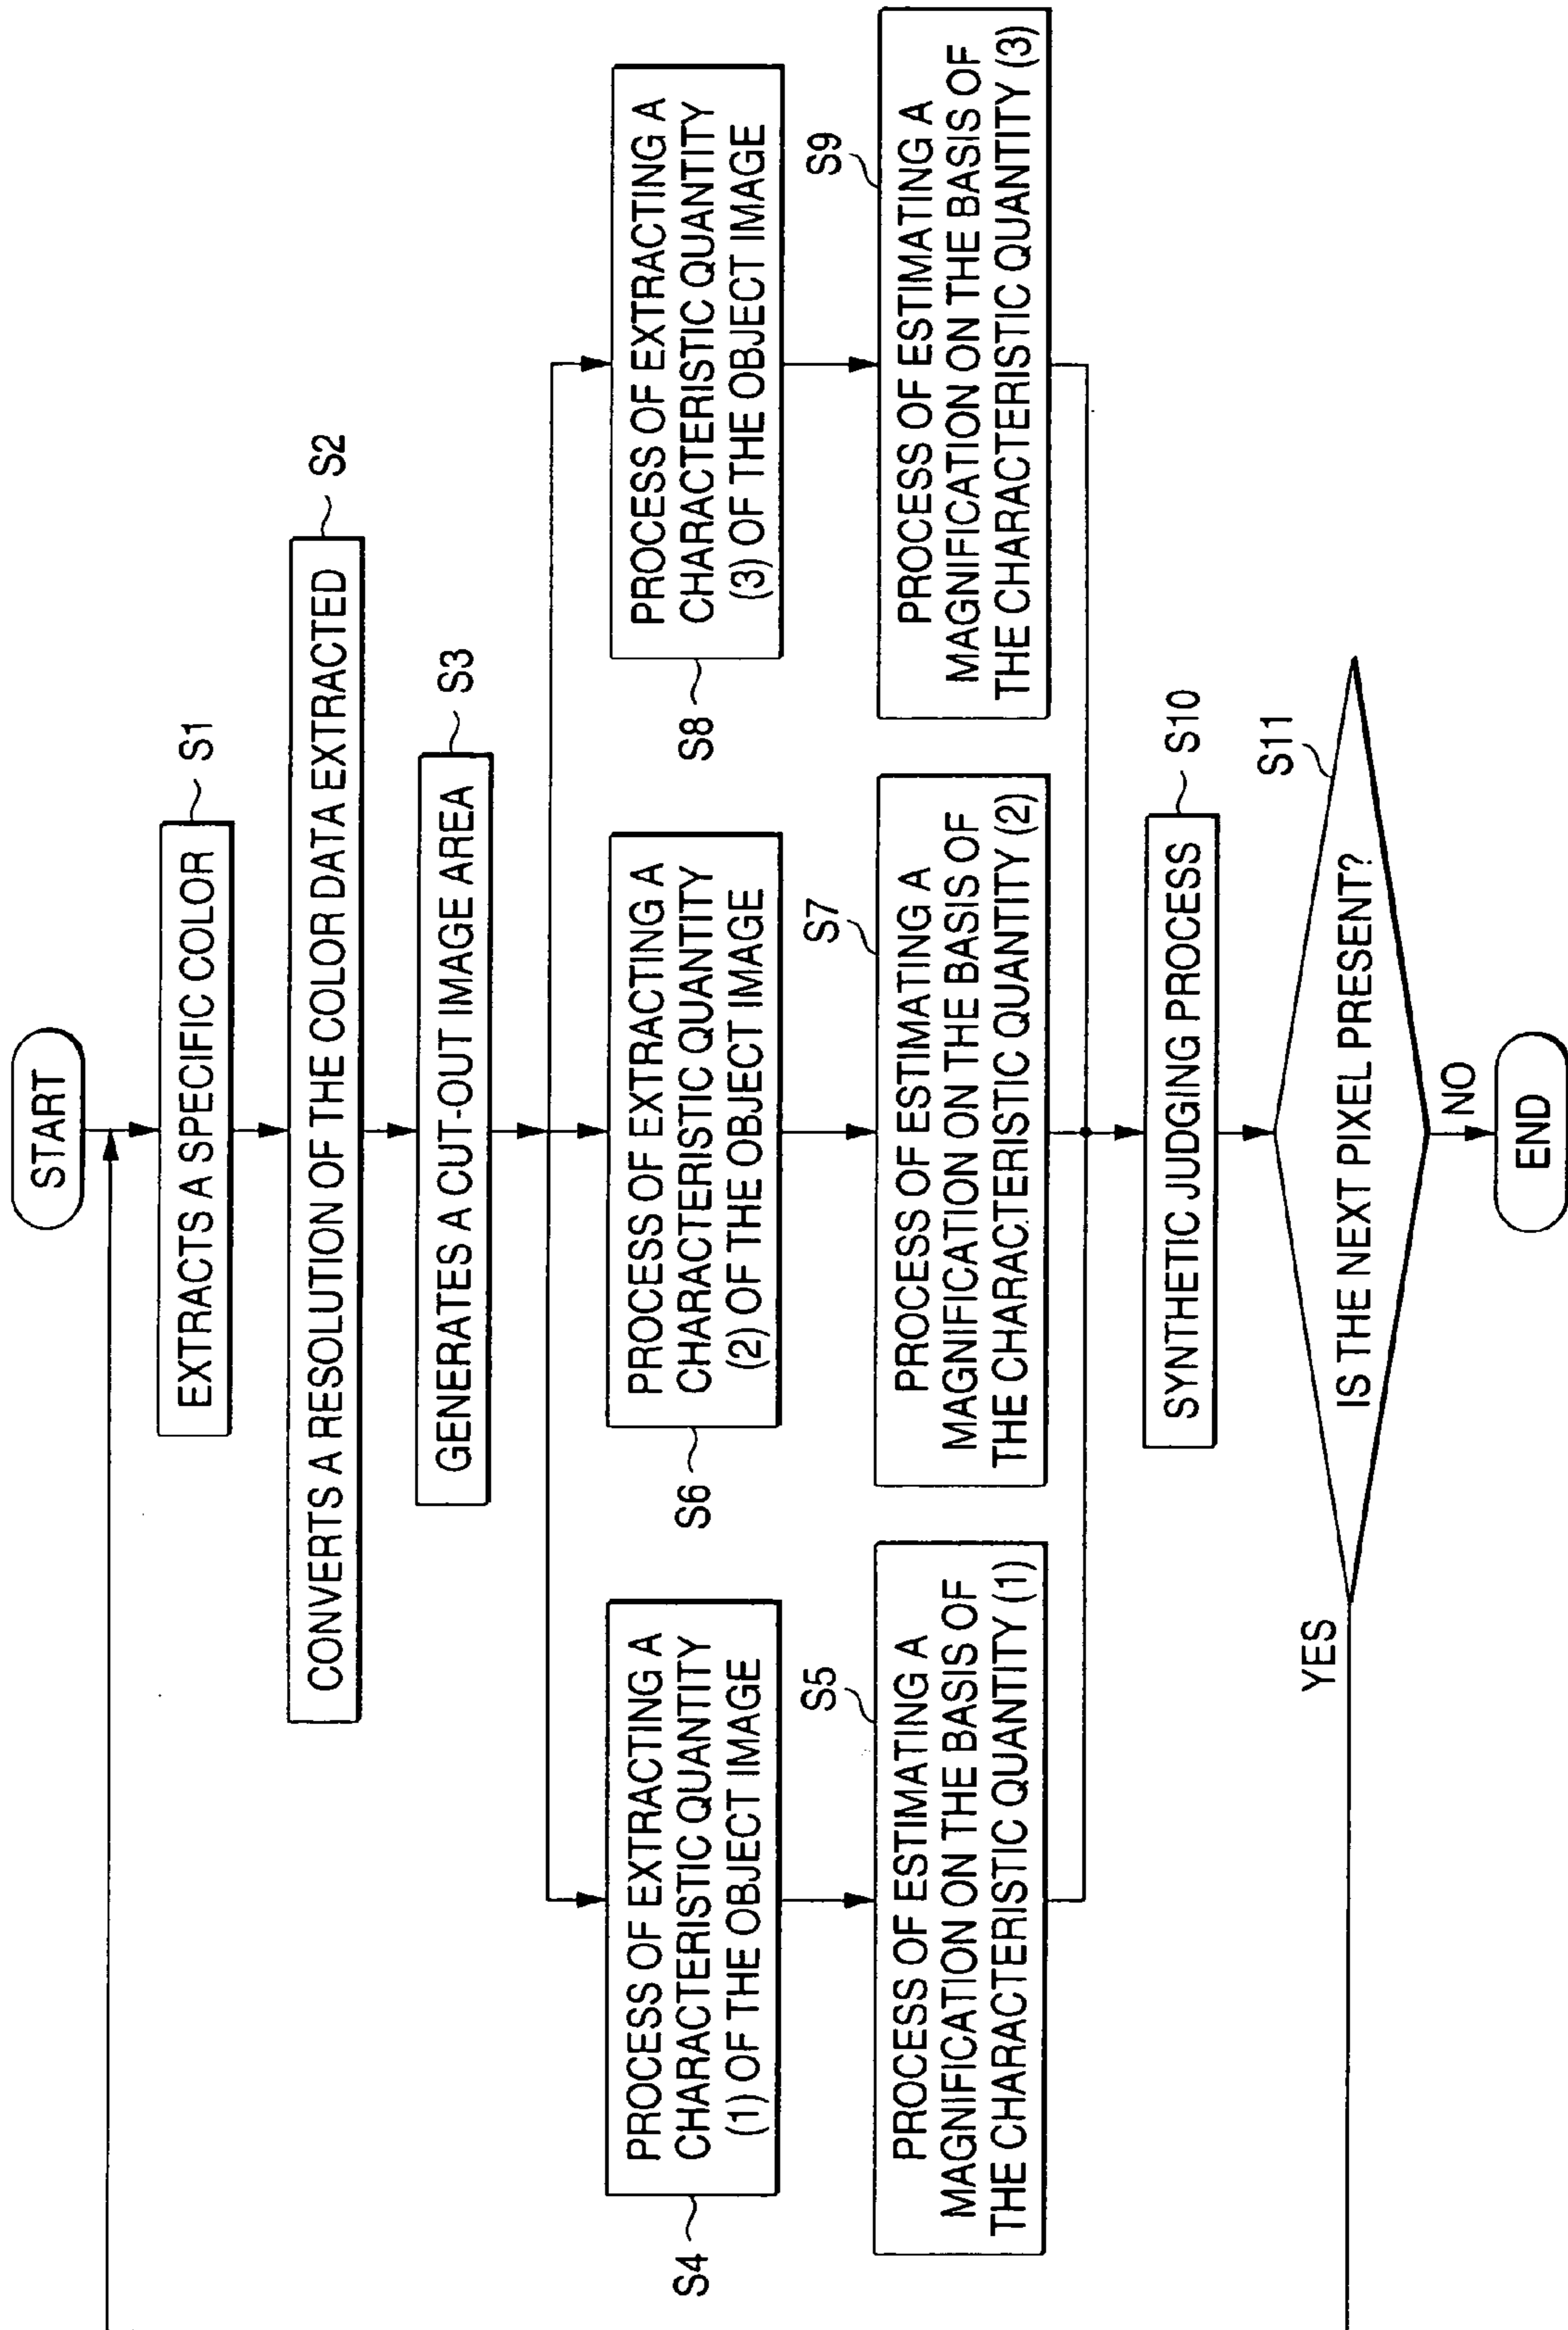 START
EXTRACTS A SPECIFIC COLOR
S1
CONVERTS A RESOLUTION OF THE COLOR DATA EXTRACTED
S2
GENERATES A CUT-OUT IMAGE AREA
S3
S4
PROCESS OF EXTRACTING A
CHARACTERISTIC QUANTITY
(1) OF THE OBJECT IMAGE
S6
PROCESS OF EXTRACTING A
CHARACTERISTIC QUANTITY
(2) OF THE OBJECT IMAGE
S8
PROCESS OF EXTRACTING A
CHARACTERISTIC QUANTITY
(3) OF THE OBJECT IMAGE
S5
PROCESS OF ESTIMATING A
MAGNIFICATION ON THE BASIS OF
THE CHARACTERISTIC QUANTITY (1)
S7
PROCESS OF ESTIMATING A
MAGNIFICATION ON THE BASIS OF
THE CHARACTERISTIC QUANTITY (2)
S9
PROCESS OF ESTIMATING A
MAGNIFICATION ON THE BASIS OF
THE CHARACTERISTIC QUANTITY (3)
SYNTHETIC JUDGING PROCESS
S10
S11
YES
IS THE NEXT PIXEL PRESENT?
NO
END